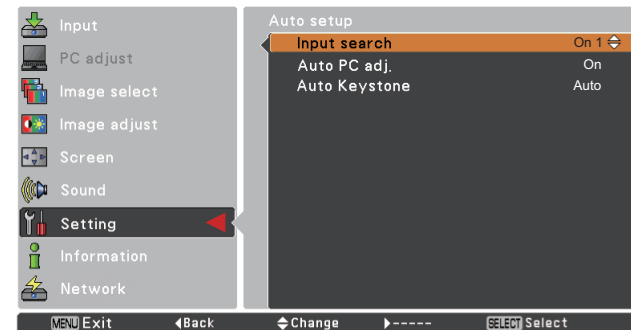 Input
PC adjust
Image select
Image adjust
Screen
Sound
Setting
Information
Network
Auto setup
Input search On 1
Auto PC adj. On
Auto Keystone Auto
MENU Exit Back Change ----- SELECT Select